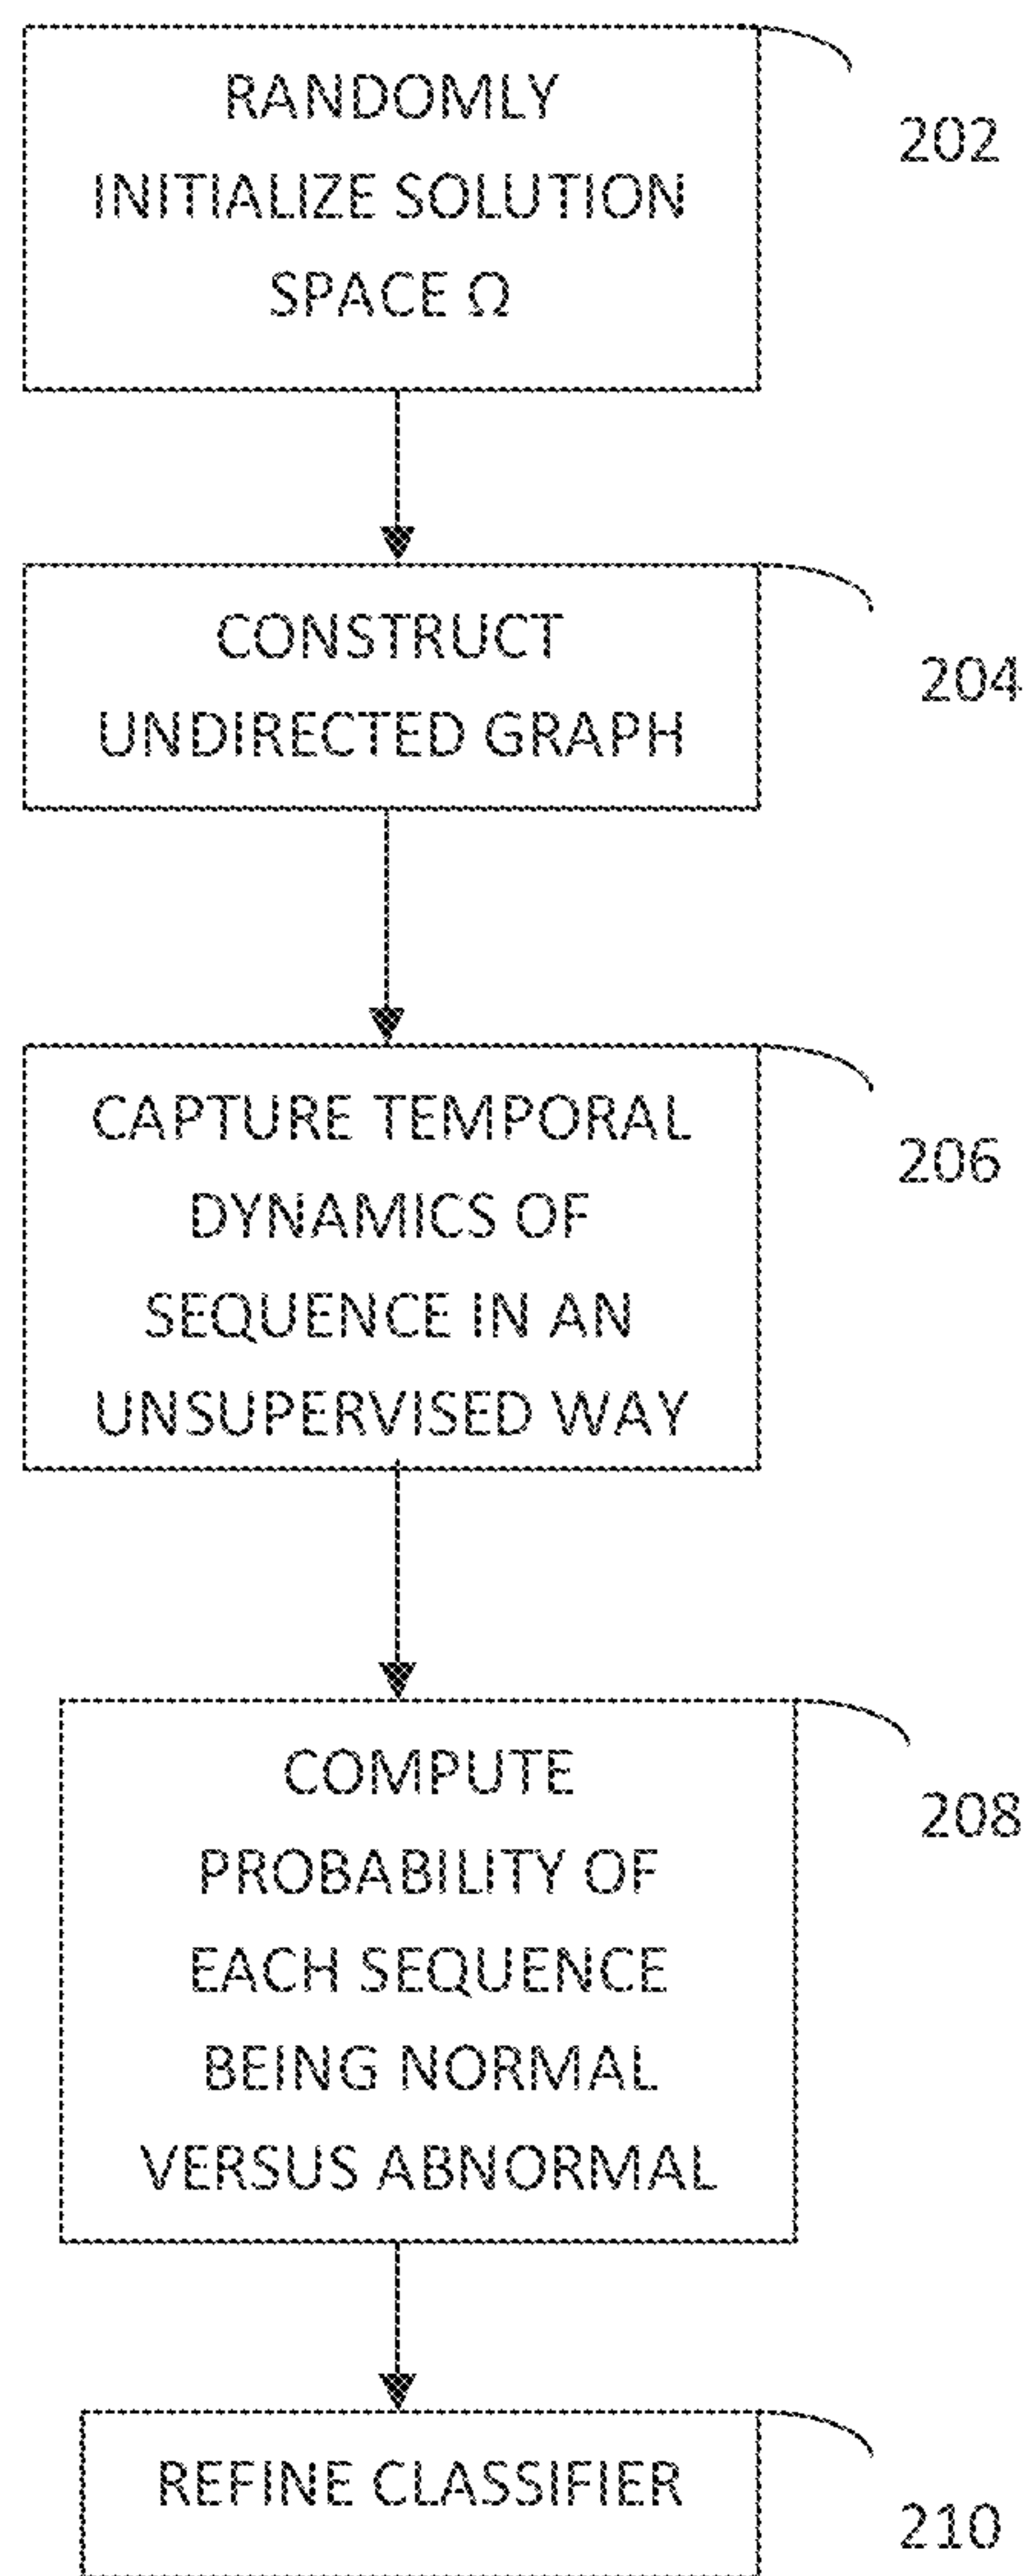 RANDOMLY
INITIALIZE SOLUTION
SPACE Ω
202
CONSTRUCT
UNDIRECTED GRAPH
204
CAPTURE TEMPORAL
DYNAMICS OF
SEQUENCE IN AN
UNSUPERVISED WAY
206
COMPUTE
PROBABILITY OF
EACH SEQUENCE
BEING NORMAL
VERSUS ABNORMAL
208
REFINE CLASSIFIER
210